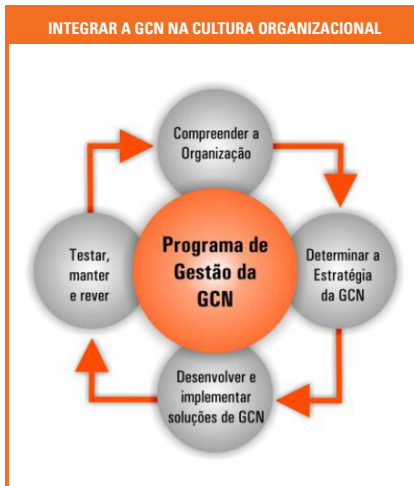 INTEGRAR A GCN NA CULTURA ORGANIZACIONAL
Compreender a
Organização
Programa de
Gestão da
GCN
Determinar a
Estratégia
da GCN
Desenvolver e
implementar
soluções de GCN
Testar,
manter
e rever